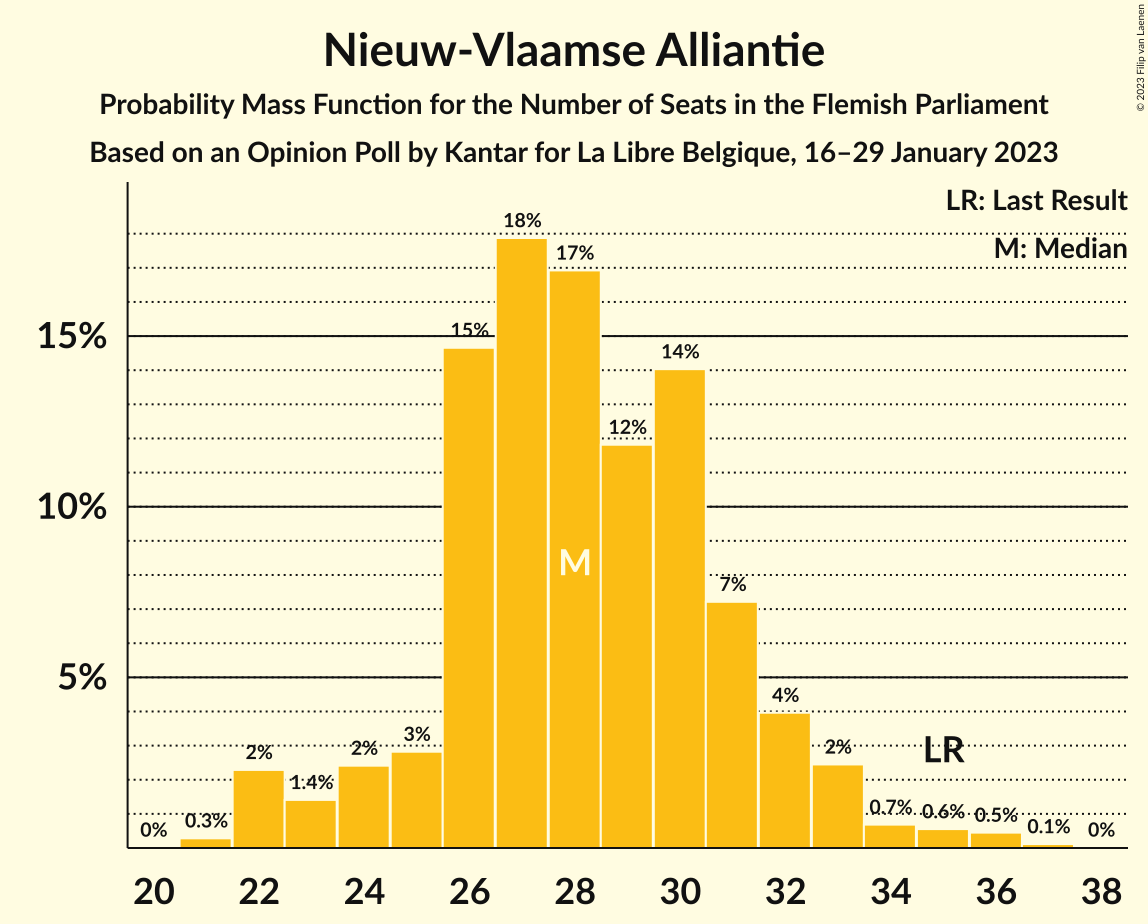 Nieuw-Vlaamse Alliantie
Probability Mass Function for the Number of Seats in the Flemish Parliament
Based on an Opinion Poll by Kantar for La Libre Belgique, 16–29 January 2023
© 2023 Filip van Laenen
LR: Last Result
M: Median
15%
10%
5%
0%
0.3%
2%
1.4%
2%
3%
15%
18%
17%
12%
14%
7%
4%
2%
0.7%
0.6%
0.5%
0.1%
0%
M
LR
20 22 24 26 28 30 32 34 36 38